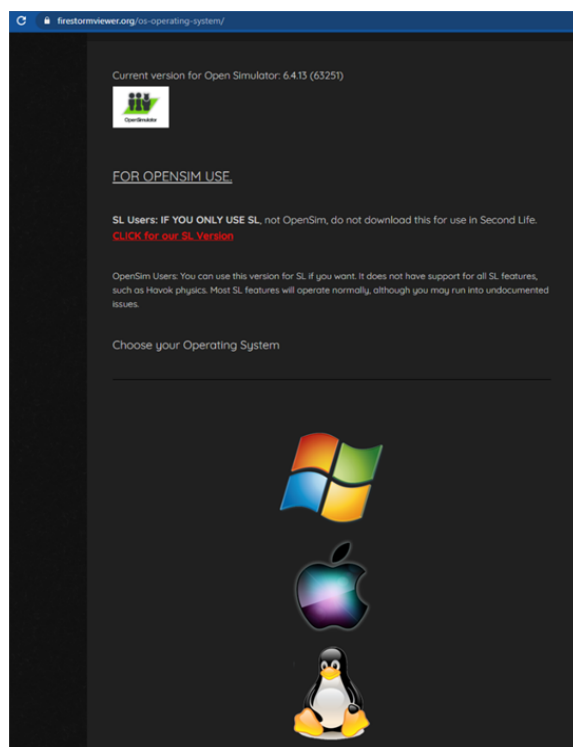 firestormviewer.org/os-operating-system/
Current version for Open Simulator: 6.4.13 (63251)
OpenSimulator
FOR OPENSIM USE.
SL Users: IF YOU ONLY USE SL, not OpenSim, do not download this for use in Second Life.
CLICK for our SL Version
OpenSim Users: You can use this version for SL if you want. It does not have support for all SL features,
such as Havok physics. Most SL features will operate normally, although you may run into undocumented
issues.
Choose your Operating System